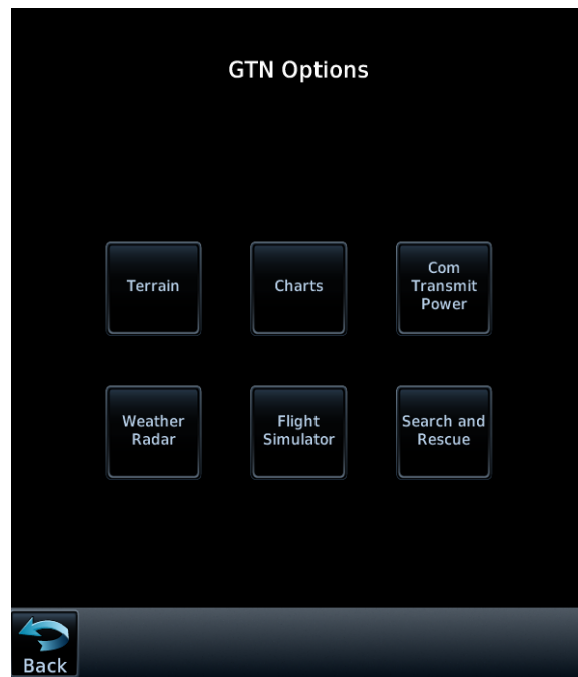 GTN Options
Terrain
Charts
Com
Transmit
Power
Weather
Radar
Flight
Simulator
Search and
Rescue
Back